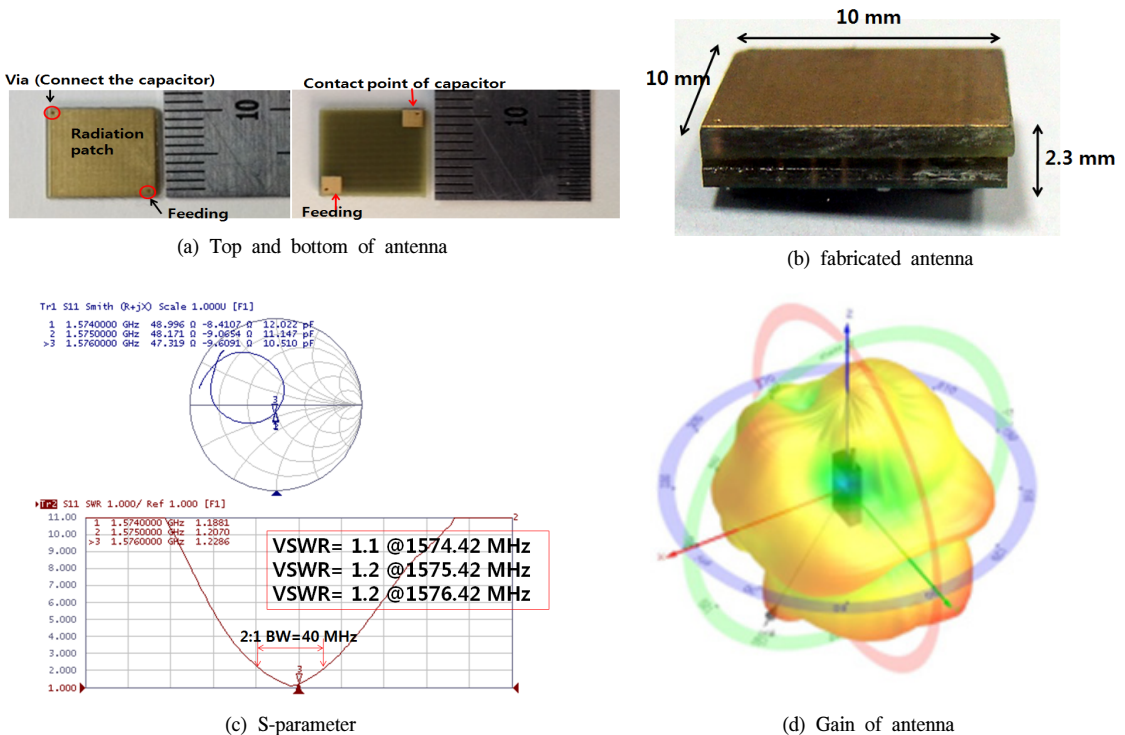 Via (Connect the capacitor)
Radiation
patch
Feeding
10
Contact point of capacitor
Feeding
10
(a) Top and bottom of antenna
10 mm
10 mm
2.3 mm
(b) fabricated antenna
Tr1 S11 Smith (R+jX) Scale 1.000U [F1]
1 1.5740000 GHz 48.996 Ω -8.4107 Ω 12.022 pF
2 1.5750000 GHz 48.171 Ω -9.0654 Ω 11.147 pF
>3 1.5760000 GHz 47.319 Ω -9.6091 Ω 10.510 pF
3
2
Tr2 S11 SWR 1.000/ Ref 1.000 [F1]
11.00
10.00
9.000
8.000
7.000
6.000
5.000
4.000
3.000
2.000
1.000
1 1.5740000 GHz 1.1881
2 1.5750000 GHz 1.2070
>3 1.5760000 GHz 1.2286
2
VSWR= 1.1 @1574.42 MHz
VSWR= 1.2 @1575.42 MHz
VSWR= 1.2 @1576.42 MHz
2:1 BW=40 MHz
3
(c) S-parameter
Z
X
(d) Gain of antenna